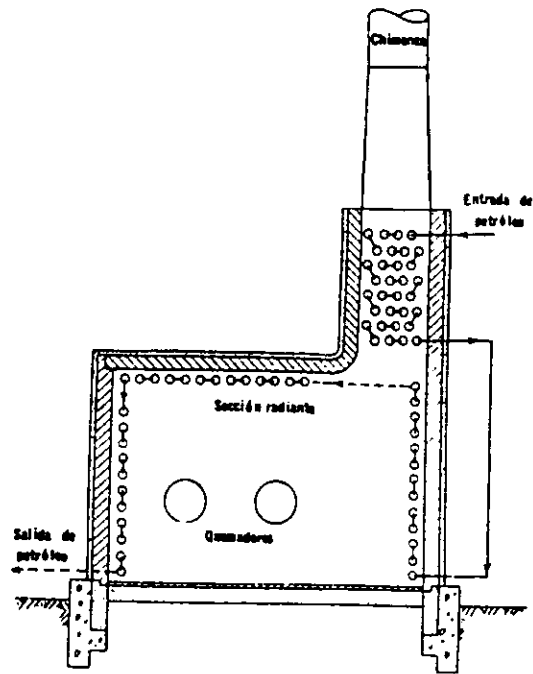 Chimenea
Entrada de
petróleo
Sección radiante
Quemadores
Salida de
petróleo